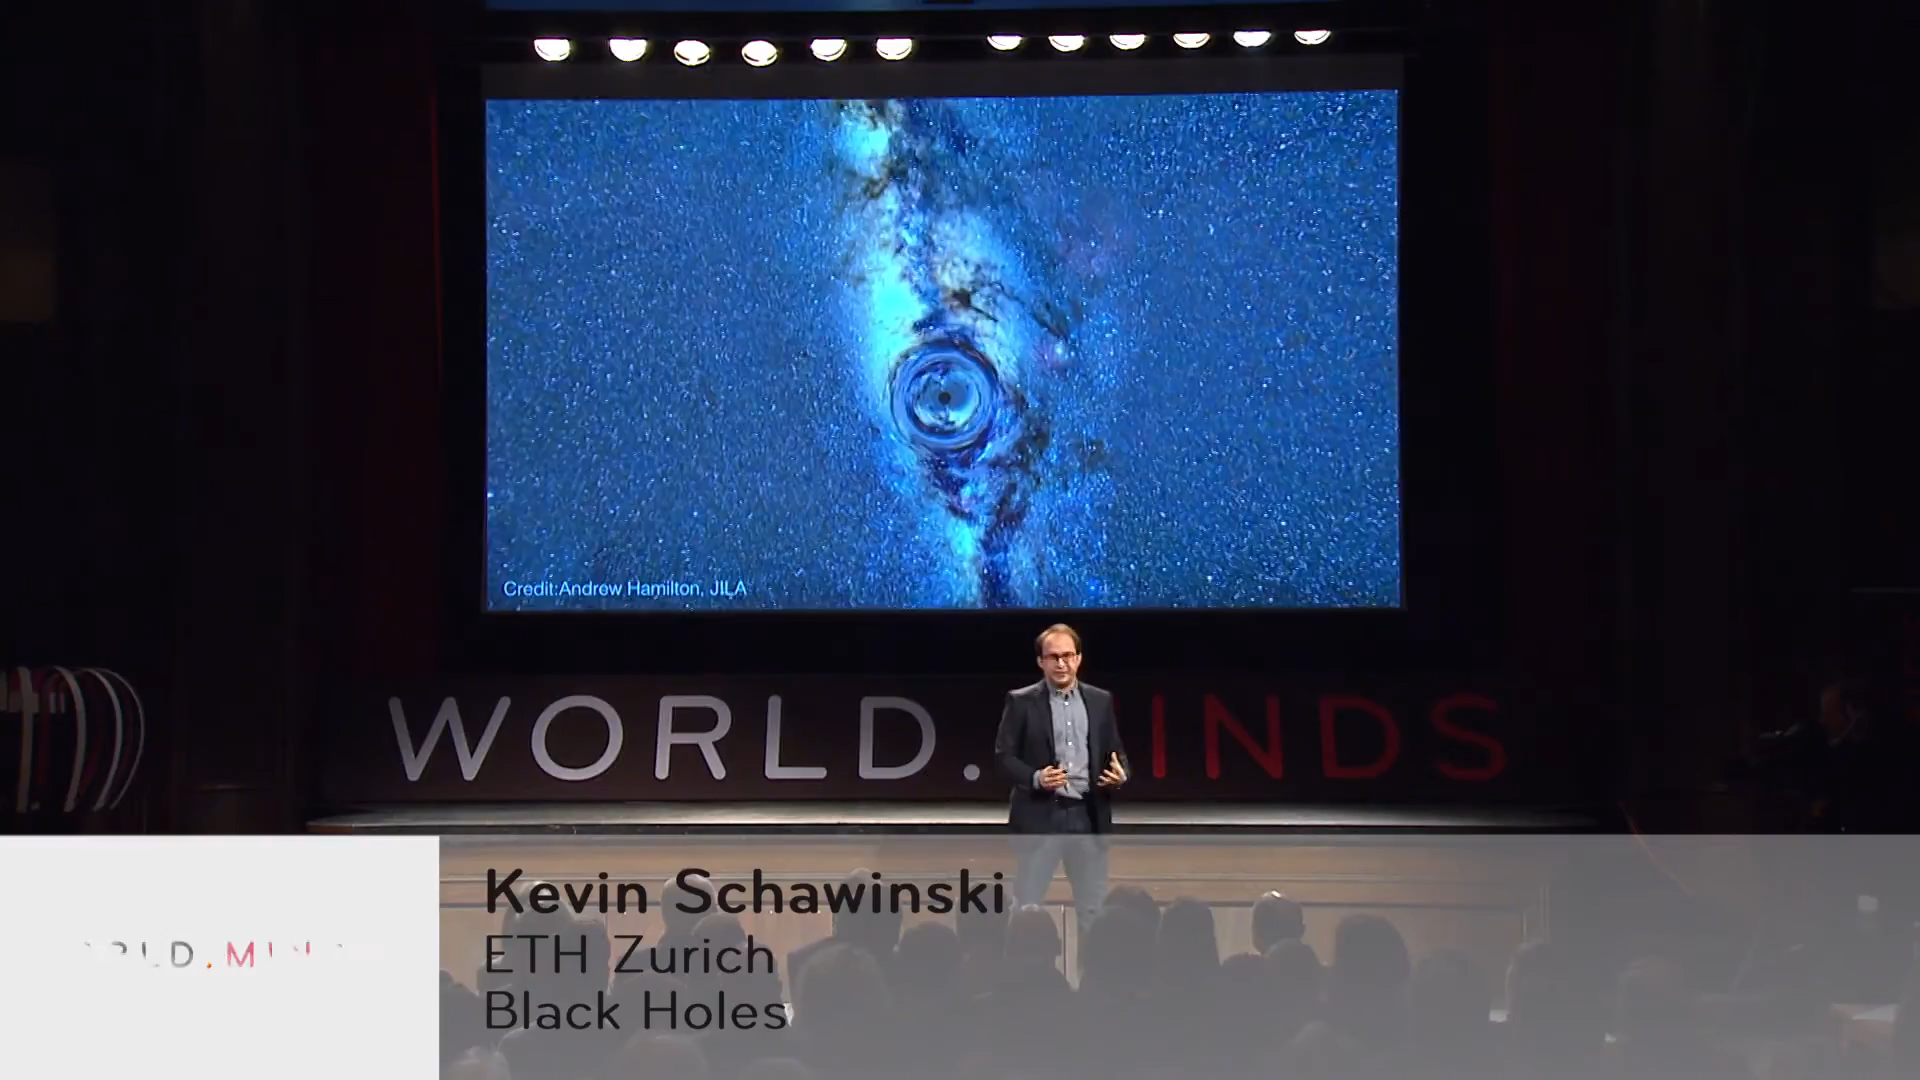 Credit:Andrew Hamilton, JILA
WORLD. INDS
Kevin Schawinski
ETH Zurich
Black Holes